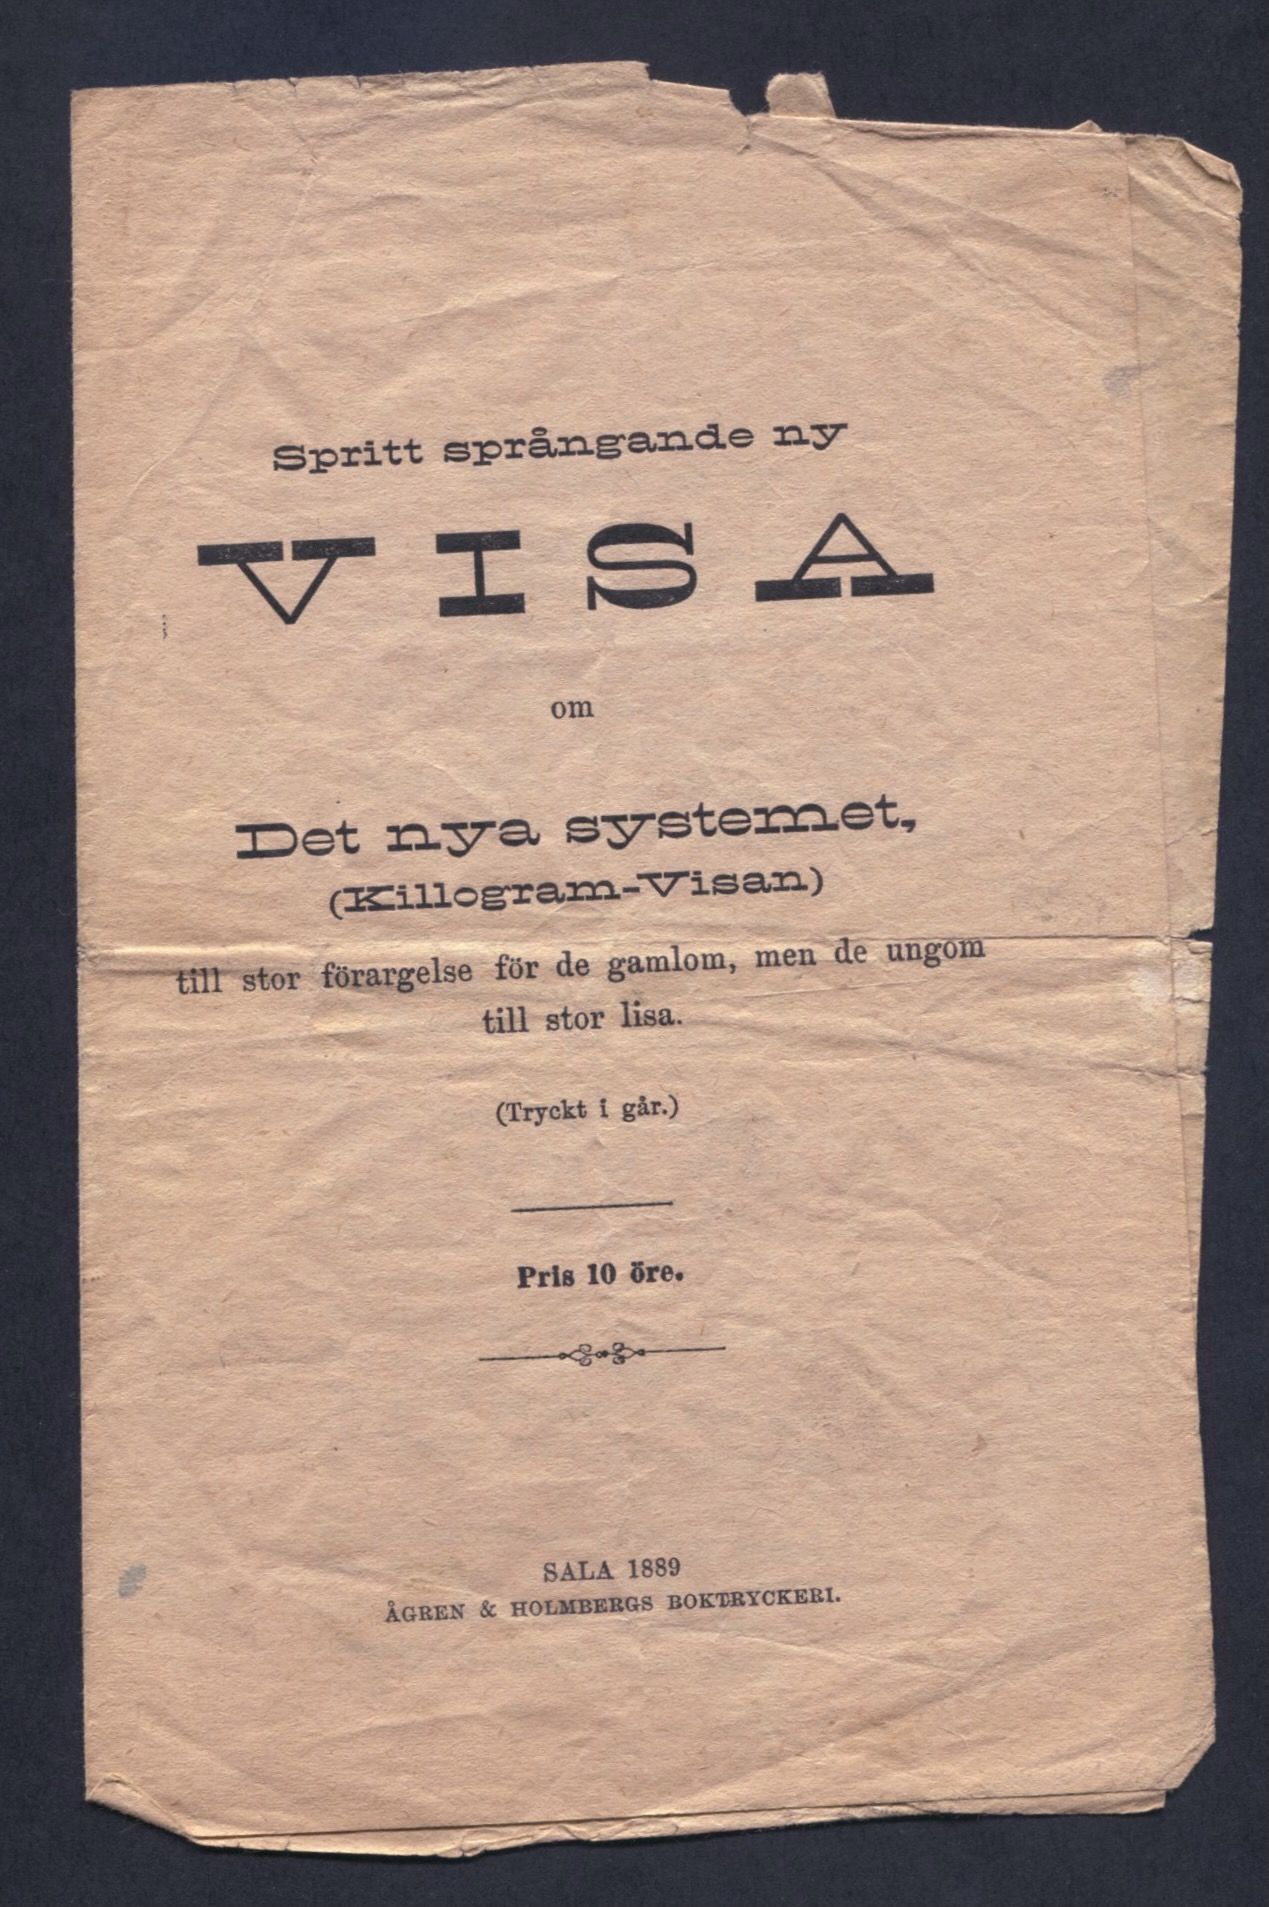 Spritt språngande ny
VISA
om
Det nya systemet,
(Killogram-Visan)
till stor förargelse för de gamlom, men de ungom
till stor lisa.
(Tryckt i går.)
Pris 10 öre.
SALA 1889
ÅGREN & HOLMBERGS BOKTRYCKERI.